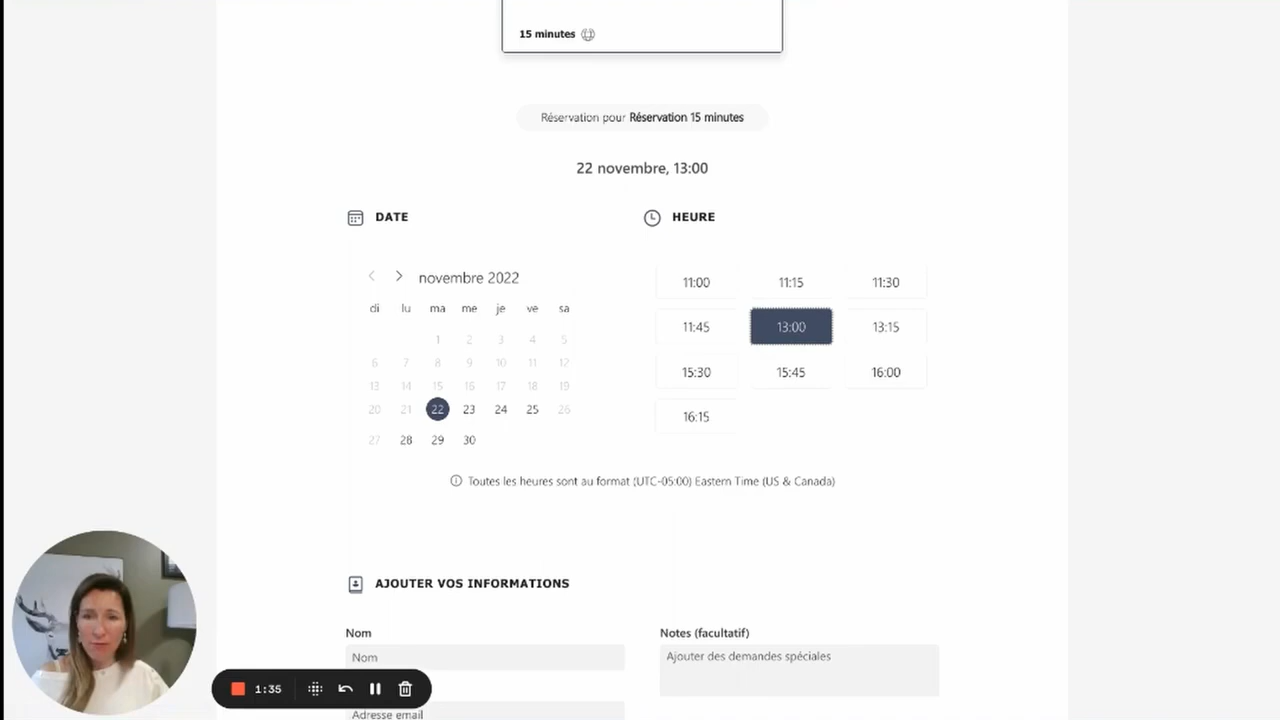 15 minutes
Réservation pour Réservation 15 minutes
22 novembre, 13:00
DATE
HEURE
novembre 2022
di lu ma me je ve sa
1 2 3 4 5
6 7 8 9 10 11 12
13 14 15 16 17 18 19
20 21 22 23 24 25 26
27 28 29 30
11:00 11:15 11:30
11:45 13:00 13:15
15:30 15:45 16:00
16:15
Toutes les heures sont au format (UTC-05:00) Eastern Time (US & Canada)
AJOUTER VOS INFORMATIONS
Nom
Nom
Adresse email
Notes (facultatif)
Ajouter des demandes spéciales
1:35